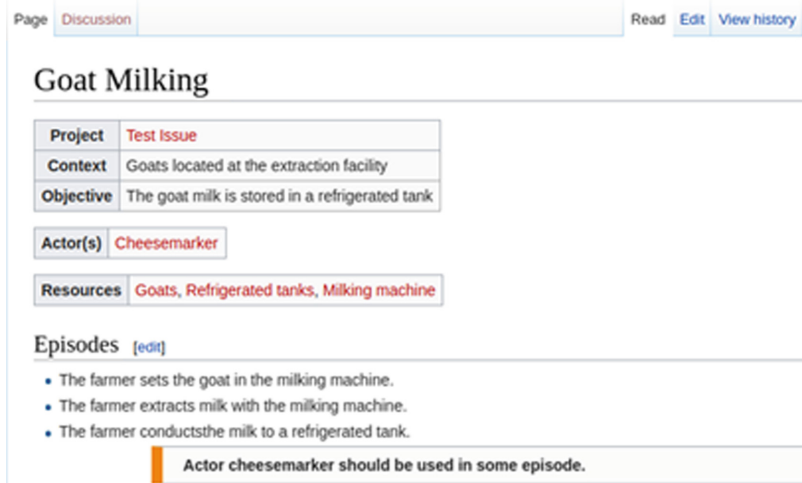 Page Discussion Read Edit View history
Goat Milking
Project Test Issue
Context Goats located at the extraction facility
Objective The goat milk is stored in a refrigerated tank
Actor(s) Cheesemarker
Resources Goats, Refrigerated tanks, Milking machine
Episodes [edit]
The farmer sets the goat in the milking machine.
The farmer extracts milk with the milking machine.
The farmer conductsthe milk to a refrigerated tank.
Actor cheesemarker should be used in some episode.